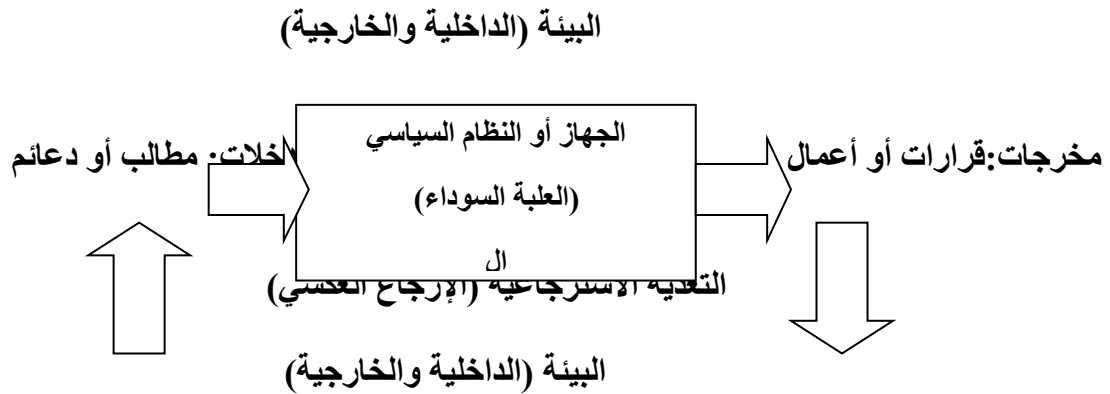 البيئة (الداخلية والخارجية)
الجهاز أو النظام السياسي
مخرجات:قرارات أو أعمال
خلات: مطالب أو دعائم
(العلبة السوداء)
ال
التغذية الاسترجاعية (الإرجاع العكسي)
البيئة (الداخلية والخارجية)